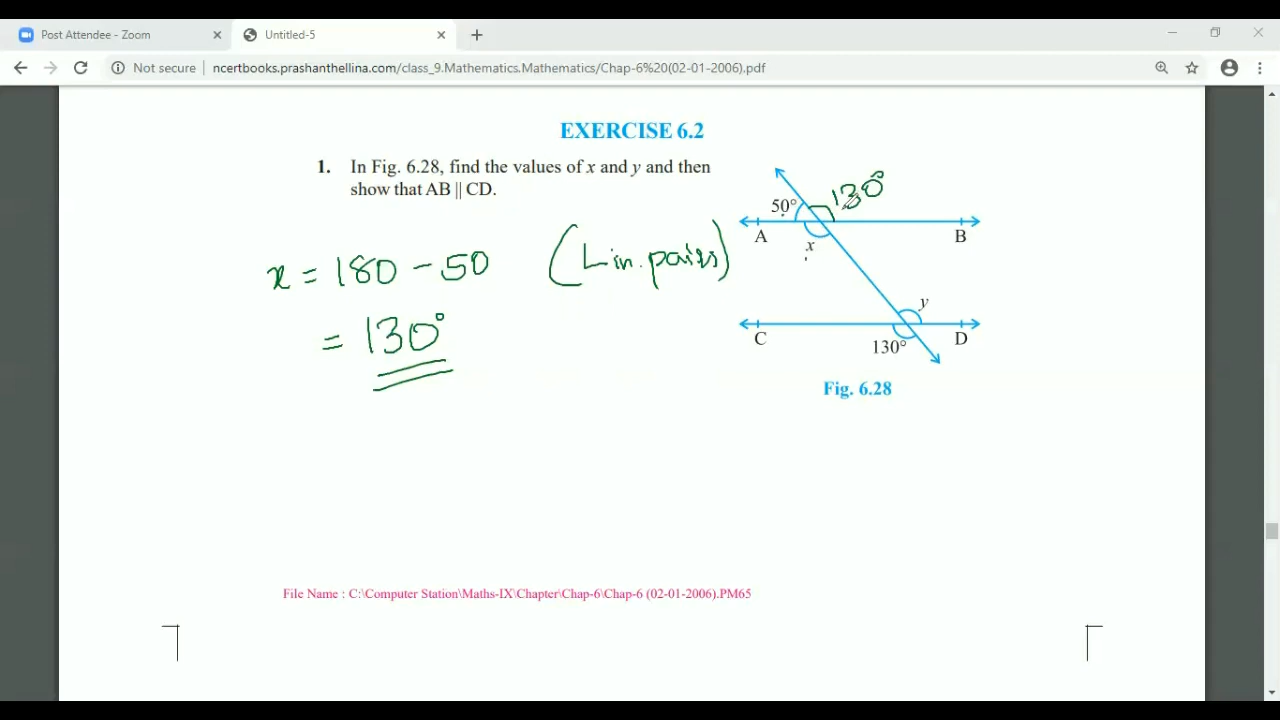 Post Attendee - Zoom
Untitled-5
Not secure
ncertbooks.prashanthellina.com/class_9.Mathematics.Mathematics/Chap-6%20(02-01-2006).pdf
EXERCISE 6.2
1. In Fig. 6.28, find the values of x and y and then
show that AB || CD.
x = 180 - 50 (Lin. pairs)
= 130°
50°
130°
A
B
x
y
C
D
130°
Fig. 6.28
File Name : C:\Computer Station\Maths-IX\Chapter\Chap-6\Chap-6 (02-01-2006).PM65